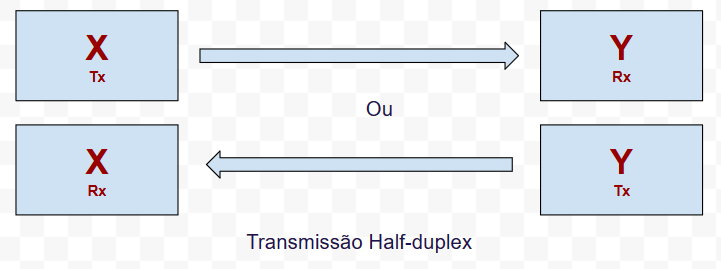 X
Tx
Y
Rx
Ou
X
Rx
Y
Tx
Transmissão Half-duplex